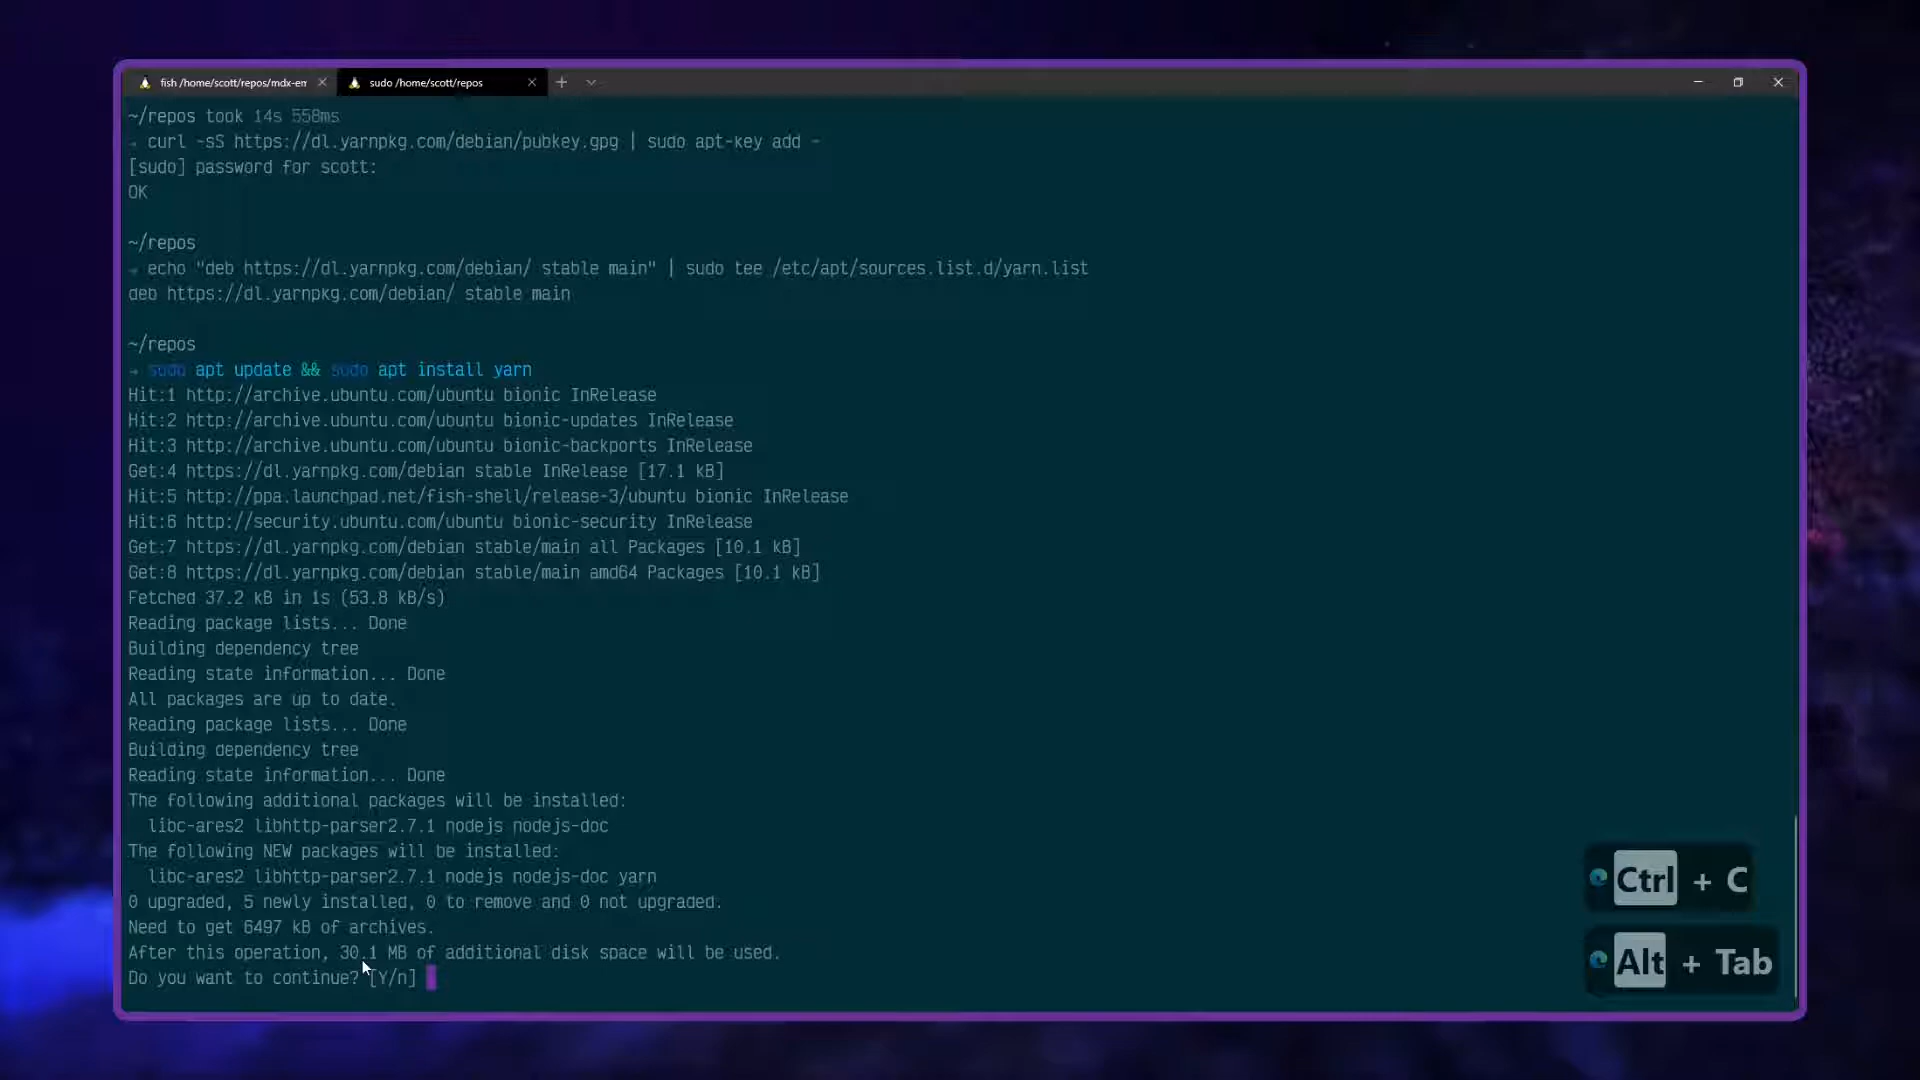 fish /home/scott/repos/mdx-em
sudo /home/scott/repos
~/repos took 14s 558ms
→ curl -sS https://dl.yarnpkg.com/debian/pubkey.gpg | sudo apt-key add -
[sudo] password for scott:
OK
~/repos
→ echo "deb https://dl.yarnpkg.com/debian/ stable main" | sudo tee /etc/apt/sources.list.d/yarn.list
deb https://dl.yarnpkg.com/debian/ stable main
~/repos
→ sudo apt update && sudo apt install yarn
Hit:1 http://archive.ubuntu.com/ubuntu bionic InRelease
Hit:2 http://archive.ubuntu.com/ubuntu bionic-updates InRelease
Hit:3 http://archive.ubuntu.com/ubuntu bionic-backports InRelease
Get:4 https://dl.yarnpkg.com/debian stable InRelease [17.1 kB]
Hit:5 http://ppa.launchpad.net/fish-shell/release-3/ubuntu bionic InRelease
Hit:6 http://security.ubuntu.com/ubuntu bionic-security InRelease
Get:7 https://dl.yarnpkg.com/debian stable/main all Packages [10.1 kB]
Get:8 https://dl.yarnpkg.com/debian stable/main amd64 Packages [10.1 kB]
Fetched 37.2 kB in 1s (53.8 kB/s)
Reading package lists... Done
Building dependency tree
Reading state information... Done
All packages are up to date.
Reading package lists... Done
Building dependency tree
Reading state information... Done
The following additional packages will be installed:
libc-ares2 libhttp-parser2.7.1 nodejs nodejs-doc
The following NEW packages will be installed:
libc-ares2 libhttp-parser2.7.1 nodejs nodejs-doc yarn
0 upgraded, 5 newly installed, 0 to remove and 0 not upgraded.
Need to get 6497 kB of archives.
After this operation, 30.1 MB of additional disk space will be used.
Do you want to continue? [Y/n]
Ctrl + C
Alt + Tab